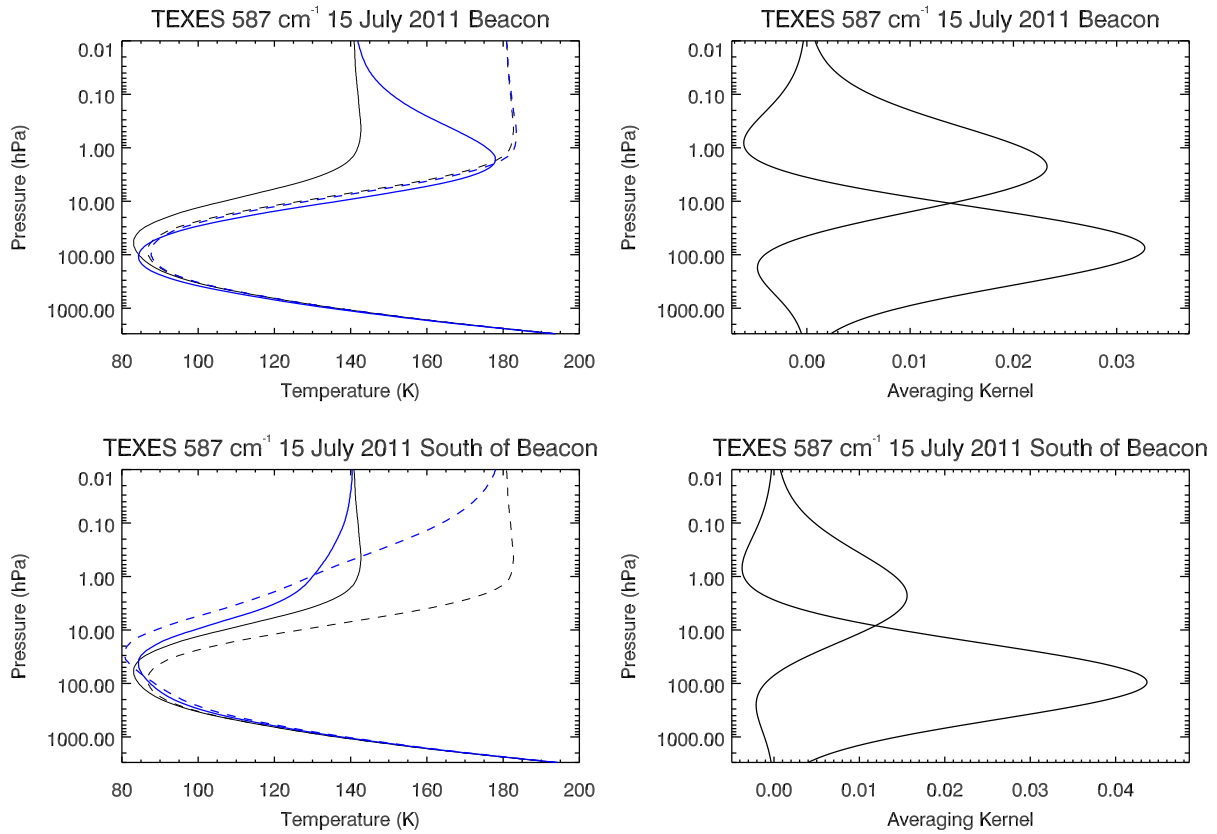 TEXES 587 cm⁻¹ 15 July 2011 Beacon
Pressure (hPa)
0.01
0.10
1.00
10.00
100.00
1000.00
80 100 120 140 160 180 200
Temperature (K)
TEXES 587 cm⁻¹ 15 July 2011 Beacon
Pressure (hPa)
0.01
0.10
1.00
10.00
100.00
1000.00
0.00 0.01 0.02 0.03
Averaging Kernel
TEXES 587 cm⁻¹ 15 July 2011 South of Beacon
Pressure (hPa)
0.01
0.10
1.00
10.00
100.00
1000.00
80 100 120 140 160 180 200
Temperature (K)
TEXES 587 cm⁻¹ 15 July 2011 South of Beacon
Pressure (hPa)
0.01
0.10
1.00
10.00
100.00
1000.00
0.00 0.01 0.02 0.03 0.04
Averaging Kernel